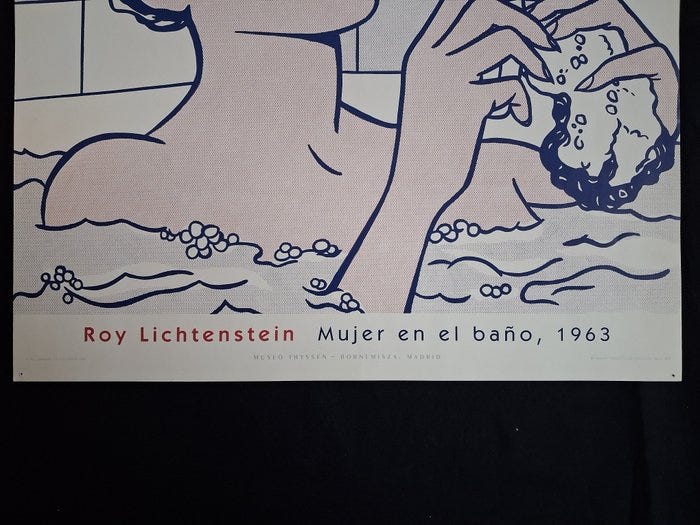 Roy Lichtenstein Mujer en el baño, 1963
MUSEO THYSSEN - BORNEMISZA. MADRID